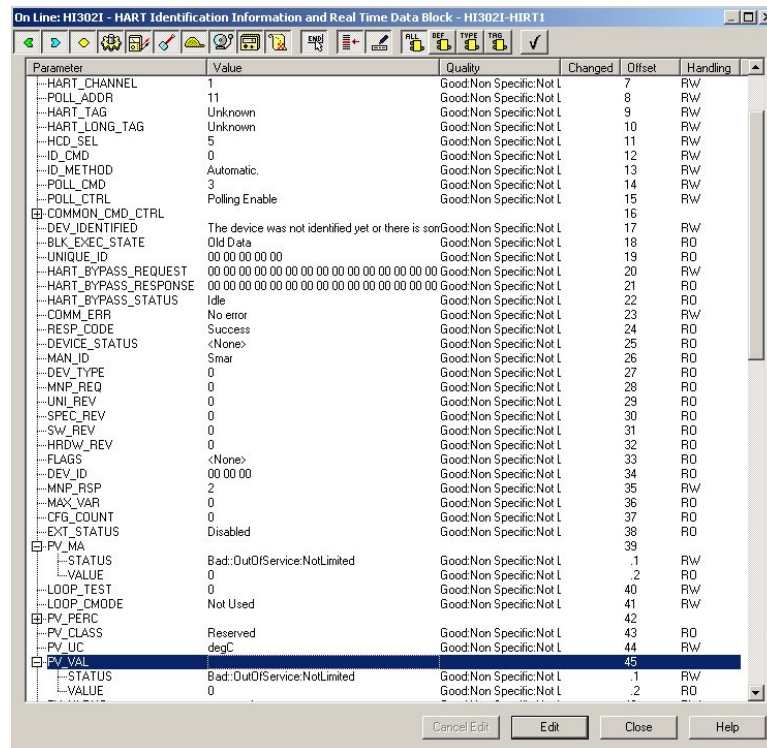 On Line: HI302I - HART Identification Information and Real Time Data Block - HI302I-HIRT1
END ALL DEF TYPE TAG
Parameter Value Quality Changed Offset Handling
HART_CHANNEL 1 Good:Non Specific:Not L 7 RW
POLL_ADDR 11 Good:Non Specific:Not L 8 RW
HART_TAG Unknown Good:Non Specific:Not L 9 RW
HART_LONG_TAG Unknown Good:Non Specific:Not L 10 RW
HCD_SEL 5 Good:Non Specific:Not L 11 RW
ID_CMD 0 Good:Non Specific:Not L 12 RW
ID_METHOD Automatic. Good:Non Specific:Not L 13 RW
POLL_CMD 3 Good:Non Specific:Not L 14 RW
POLL_CTRL Polling Enable Good:Non Specific:Not L 15 RW
COMMON_CMD_CTRL 16
DEV_IDENTIFIED The device was not identified yet or there is som Good:Non Specific:Not L 17 RW
BLK_EXEC_STATE Old Data Good:Non Specific:Not L 18 RO
UNIQUE_ID 00 00 00 00 00 Good:Non Specific:Not L 19 RO
HART_BYPASS_REQUEST 00 00 00 00 00 00 00 00 00 00 00 00 00 00 00 00 Good:Non Specific:Not L 20 RW
HART_BYPASS_RESPONSE 00 00 00 00 00 00 00 00 00 00 00 00 00 00 00 00 Good:Non Specific:Not L 21 RO
HART_BYPASS_STATUS Idle Good:Non Specific:Not L 22 RO
COMM_ERR No error Good:Non Specific:Not L 23 RW
RESP_CODE Success Good:Non Specific:Not L 24 RO
DEVICE_STATUS <None> Good:Non Specific:Not L 25 RO
MAN_ID Smar Good:Non Specific:Not L 26 RO
DEV_TYPE 0 Good:Non Specific:Not L 27 RO
MNP_REQ 0 Good:Non Specific:Not L 28 RO
UNI_REV 0 Good:Non Specific:Not L 29 RO
SPEC_REV 0 Good:Non Specific:Not L 30 RO
SW_REV 0 Good:Non Specific:Not L 31 RO
HRDW_REV 0 Good:Non Specific:Not L 32 RO
FLAGS <None> Good:Non Specific:Not L 33 RO
DEV_ID 00 00 00 Good:Non Specific:Not L 34 RO
MNP_RSP 2 Good:Non Specific:Not L 35 RW
MAX_VAR 0 Good:Non Specific:Not L 36 RO
CFG_COUNT 0 Good:Non Specific:Not L 37 RO
EXT_STATUS Disabled Good:Non Specific:Not L 38 RO
PV_MA 39
STATUS Bad::OutOfService:NotLimited Good:Non Specific:Not L .1 RW
VALUE 0 Good:Non Specific:Not L .2 RO
LOOP_TEST 0 Good:Non Specific:Not L 40 RW
LOOP_CMODE Not Used Good:Non Specific:Not L 41 RW
PV_PERC 42
PV_CLASS Reserved Good:Non Specific:Not L 43 RO
PV_UC degC Good:Non Specific:Not L 44 RW
PV_VAL 45
STATUS Bad::OutOfService:NotLimited Good:Non Specific:Not L .1 RW
VALUE 0 Good:Non Specific:Not L .2 RO
Cancel Edit Edit Close Help